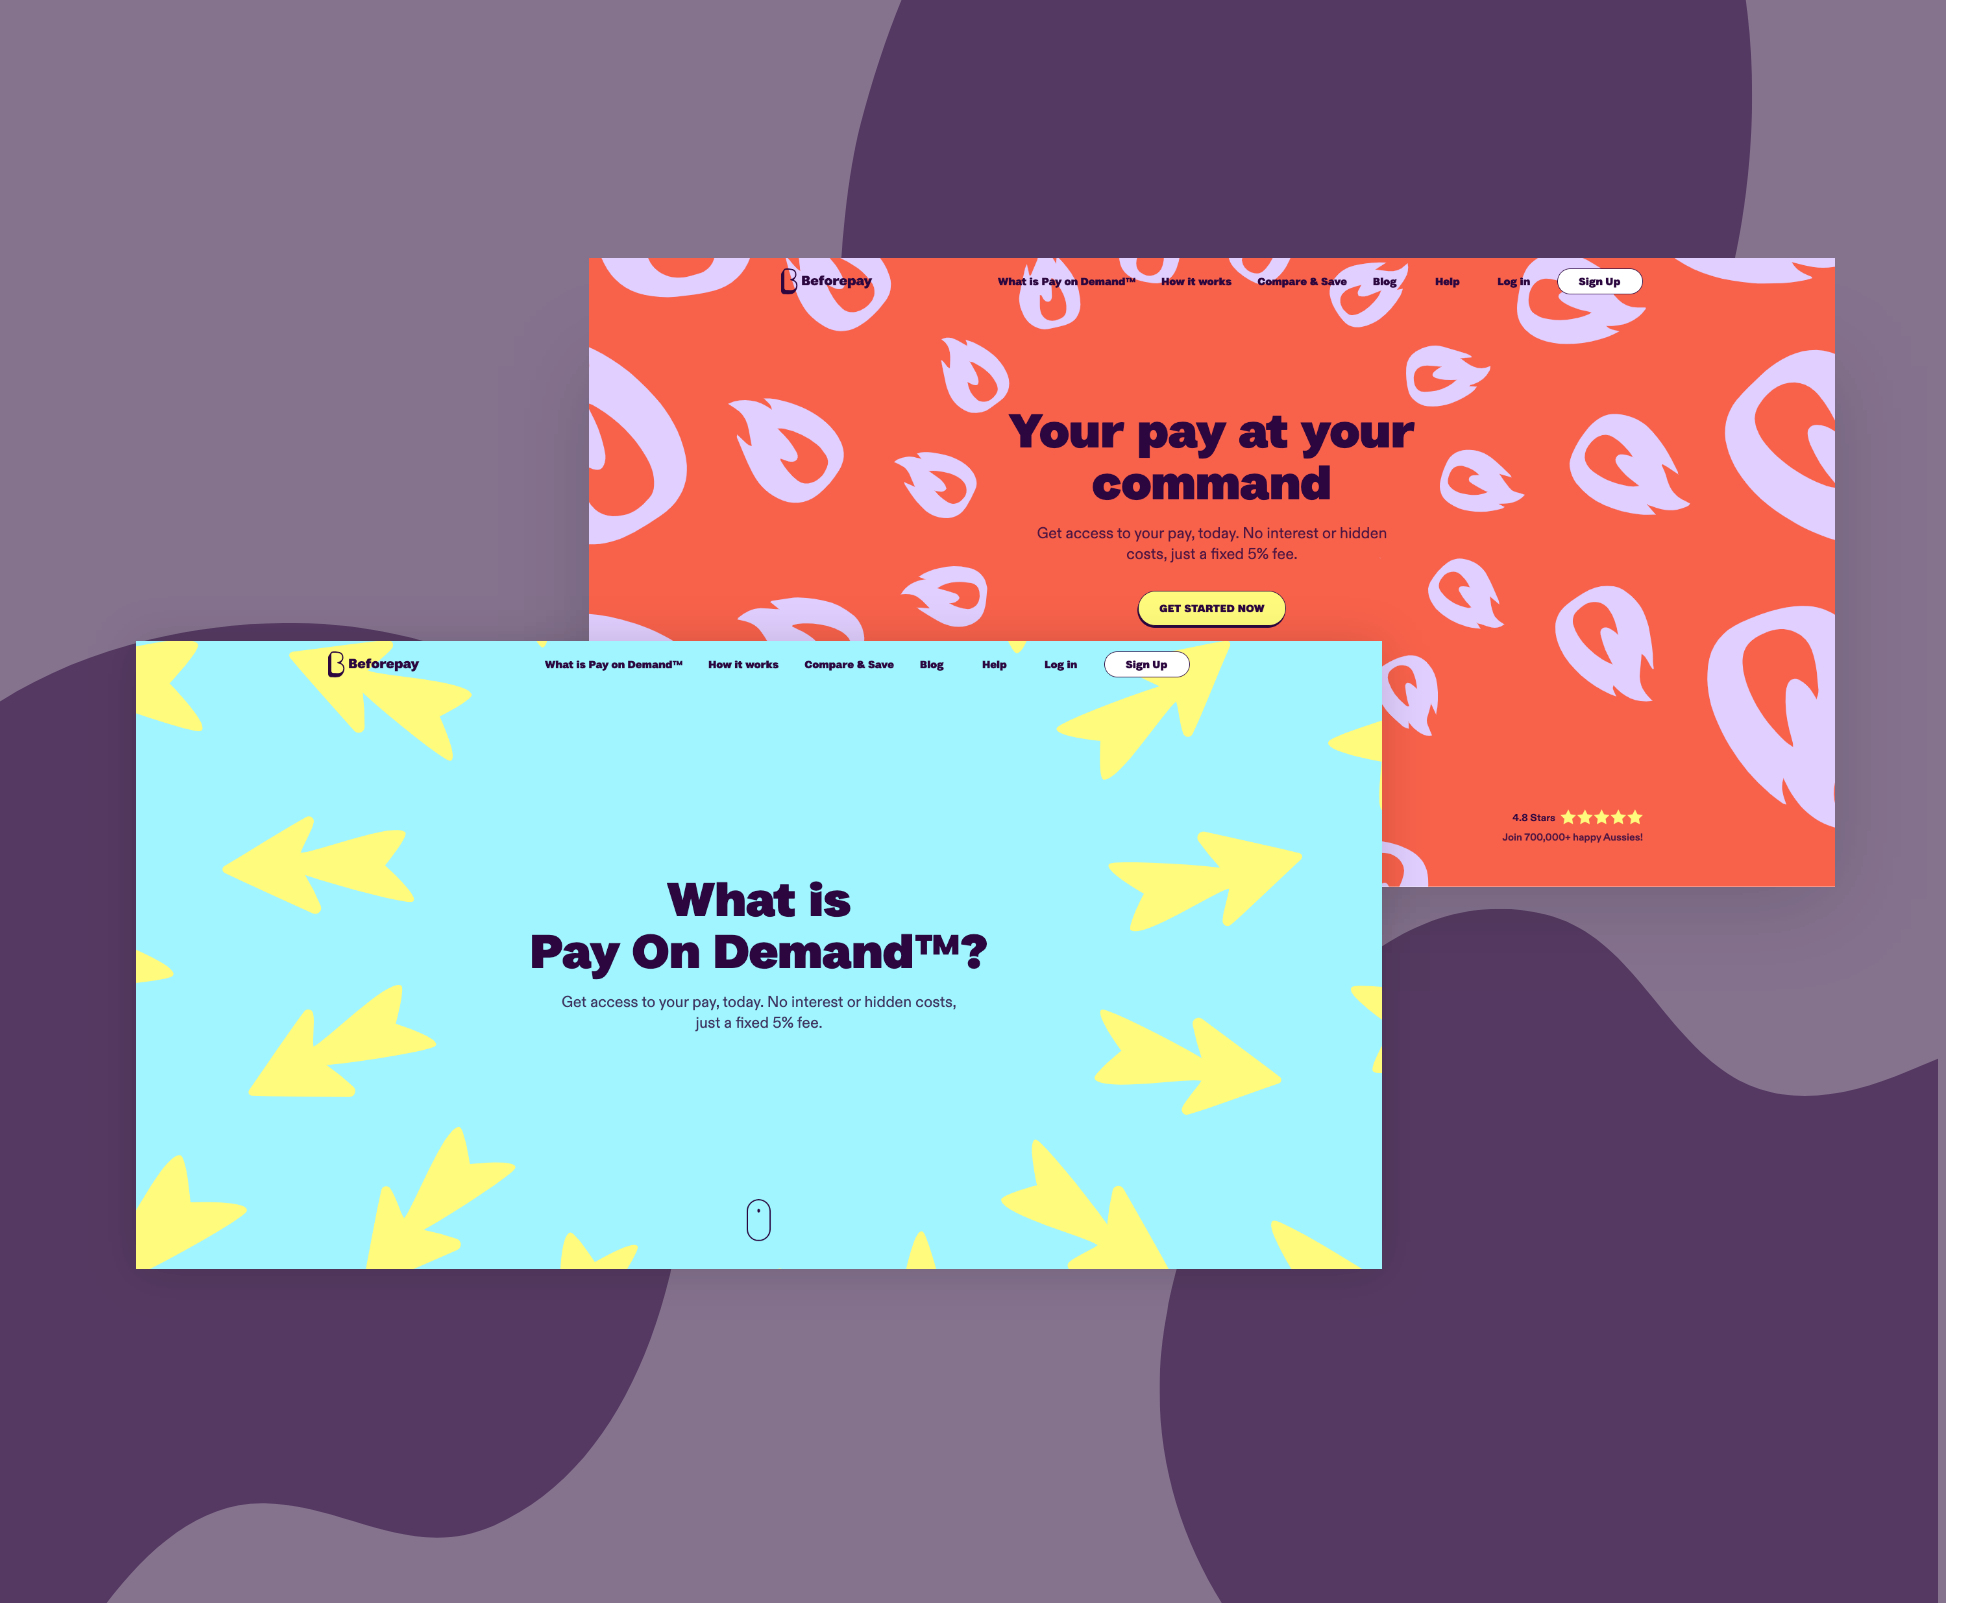 Beforepay
What is Pay on Demand™ How it works Compare & Save Blog Help Log in Sign Up
Your pay at your
command
Get access to your pay, today. No interest or hidden
costs, just a fixed 5% fee.
GET STARTED NOW
4.8 Stars
Join 700,000+ happy Aussies!
Beforepay
What is Pay on Demand™ How it works Compare & Save Blog Help Log in Sign Up
What is
Pay On Demand™?
Get access to your pay, today. No interest or hidden costs,
just a fixed 5% fee.